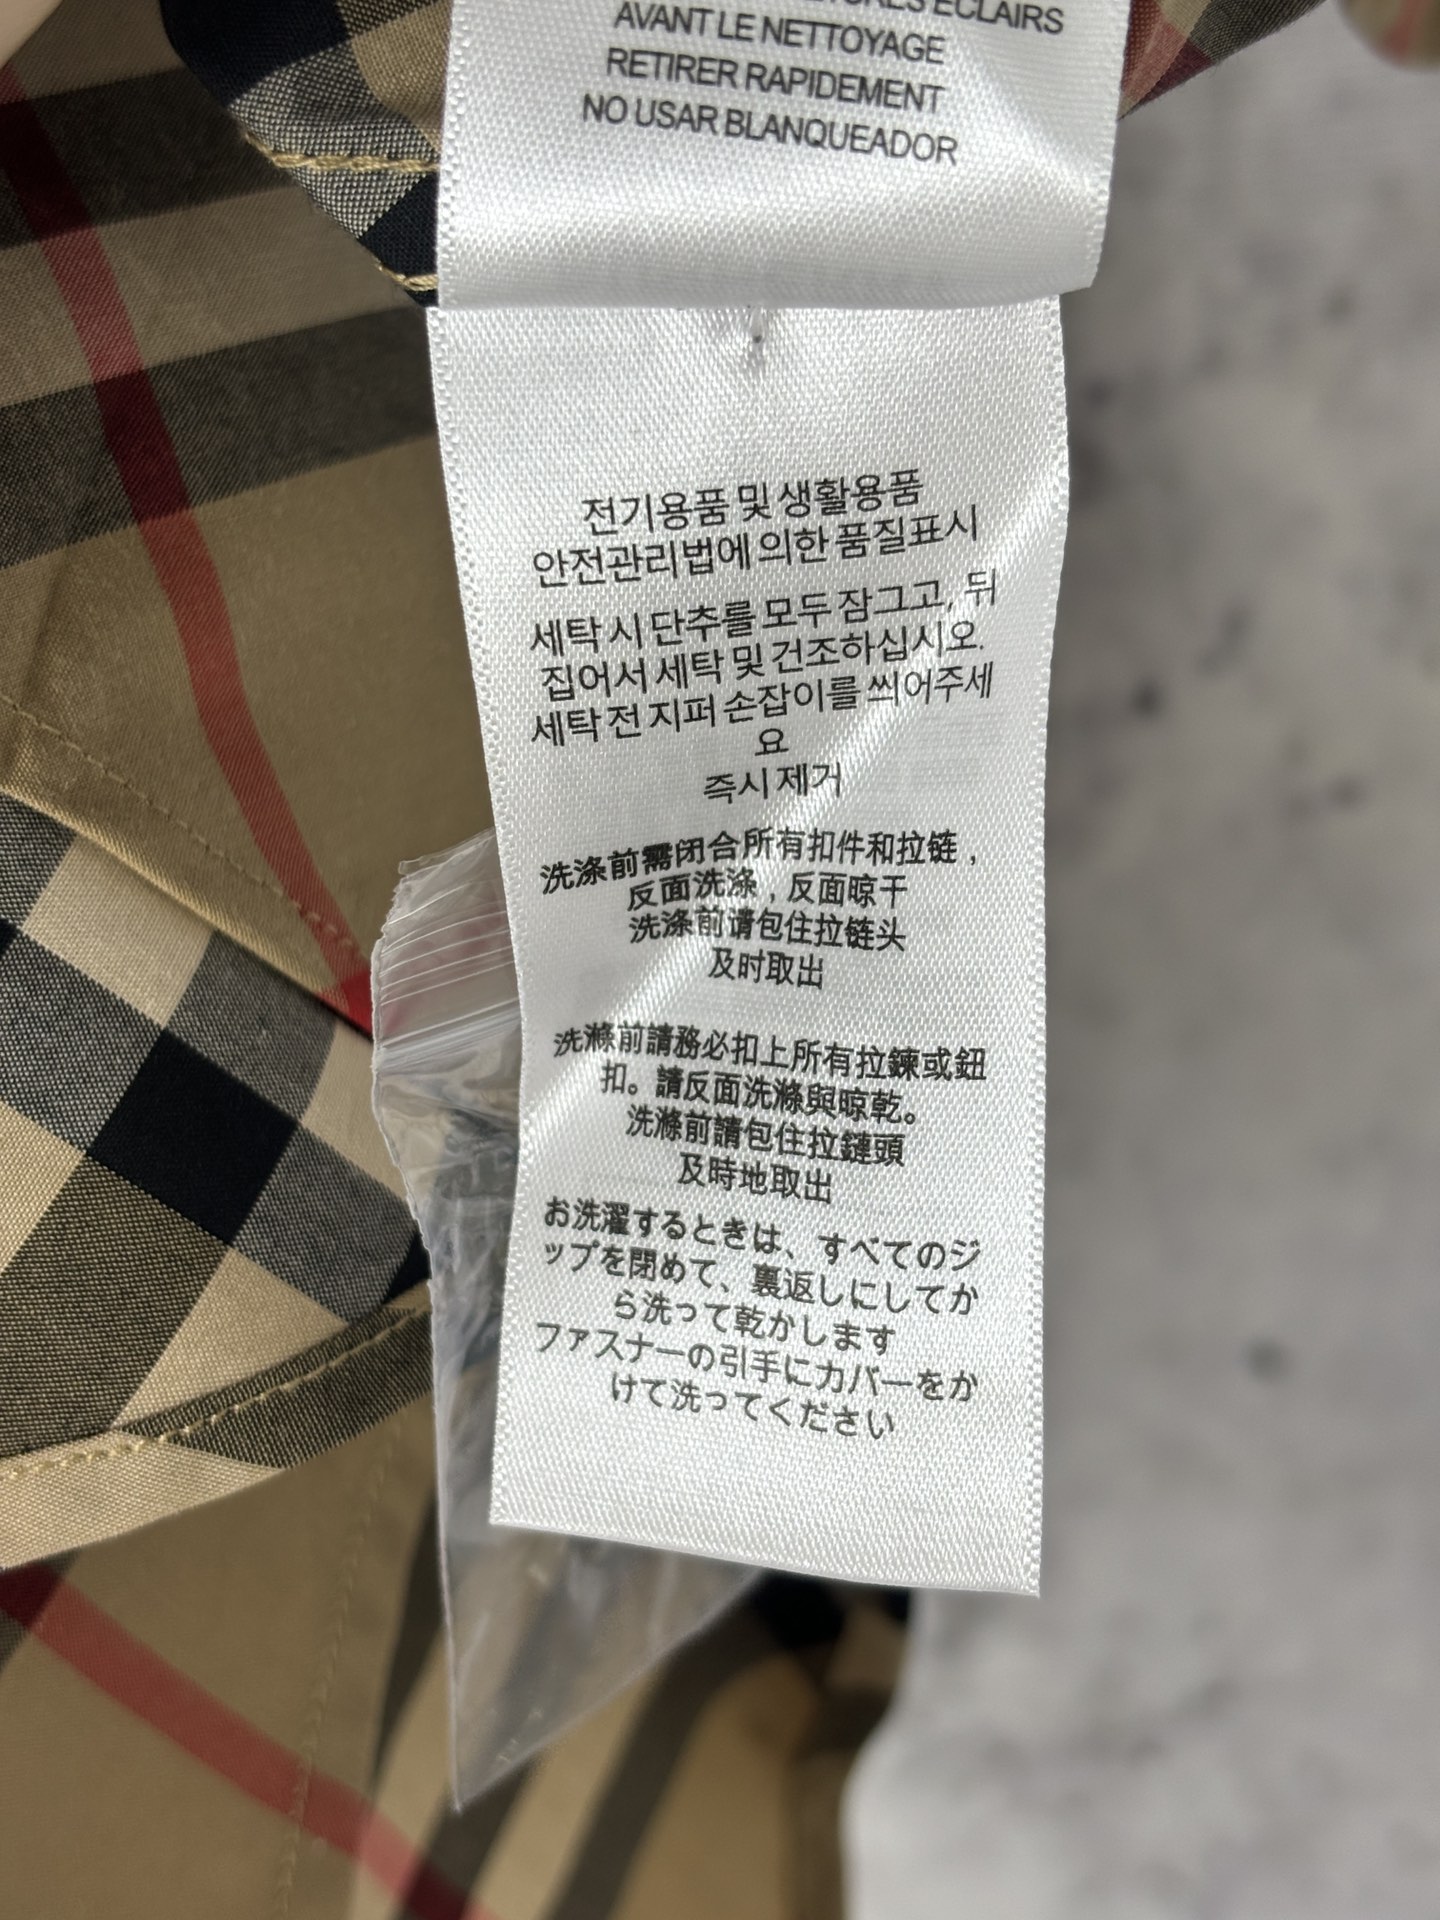 ÉCLAIRS
AVANT LE NETTOYAGE
RETIRER RAPIDEMENT
NO USAR BLANQUEADOR
전기용품 및 생활용품
안전관리법에 의한 품질표시
세탁 시 단추를 모두 잠그고, 뒤
집어서 세탁 및 건조하십시오.
세탁 전 지퍼 손잡이를 씌어주세
요
즉시 제거
洗涤前需闭合所有扣件和拉链，
反面洗涤，反面晾干
洗涤前请包住拉链头
及时取出
洗滌前請務必扣上所有拉鍊或鈕
扣。請反面洗滌與晾乾。
洗滌前請包住拉鏈頭
及時地取出
お洗濯するときは、すべてのジ
ップを閉めて、裏返しにしてか
ら洗って乾かします
ファスナーの引手にカバーをか
けて洗ってください